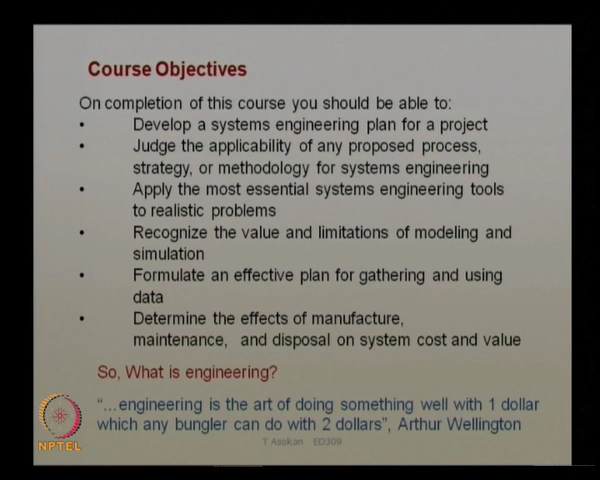 Course Objectives
On completion of this course you should be able to:
• Develop a systems engineering plan for a project
• Judge the applicability of any proposed process,
strategy, or methodology for systems engineering
• Apply the most essential systems engineering tools
to realistic problems
• Recognize the value and limitations of modeling and
simulation
• Formulate an effective plan for gathering and using
data
• Determine the effects of manufacture,
maintenance, and disposal on system cost and value
So, What is engineering?
"...engineering is the art of doing something well with 1 dollar
which any bungler can do with 2 dollars", Arthur Wellington
T Asokan ED309
NPTEL